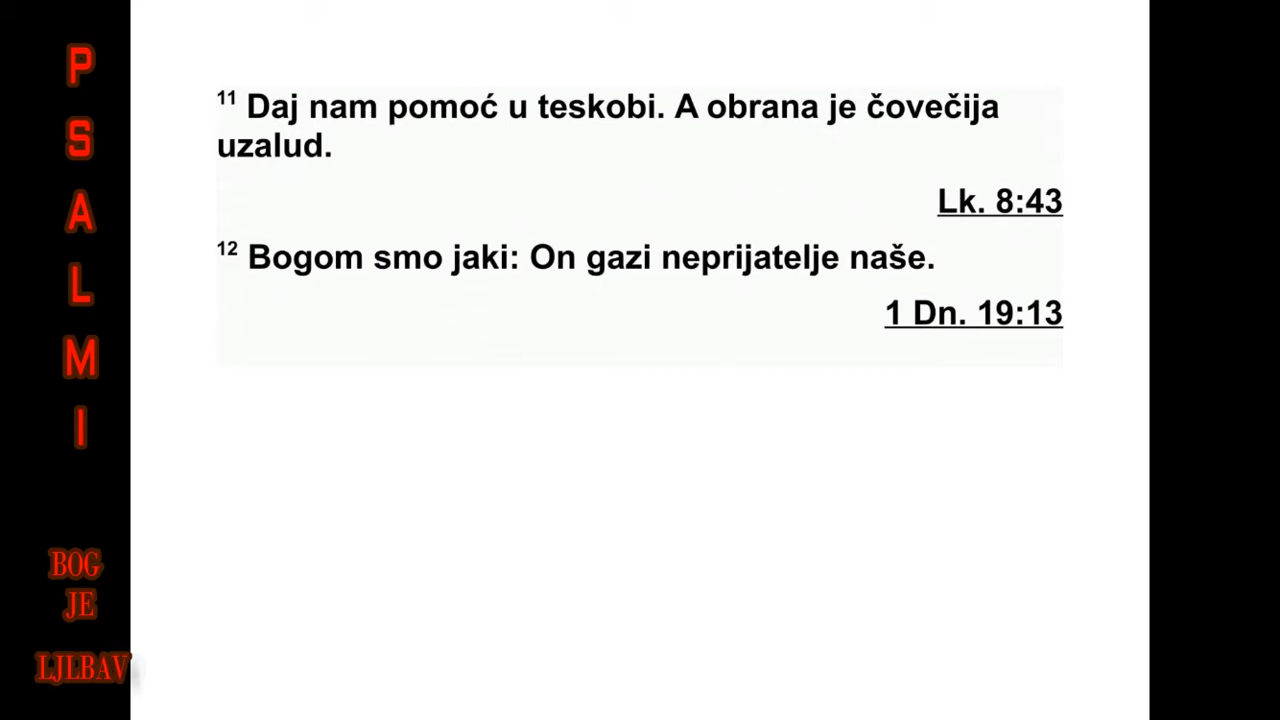 P
S
A
L
M
I
BOG
JE
LJLBAV
11 Daj nam pomoć u teskobi. A obrana je čovečija
uzalud.
Lk. 8:43
12 Bogom smo jaki: On gazi neprijatelje naše.
1 Dn. 19:13